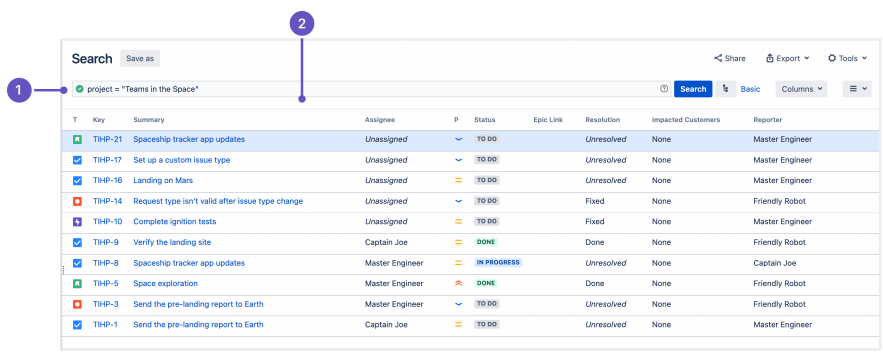 2
Search Save as Share Export Tools
1 project = "Teams in the Space" Search Basic Columns
T Key Summary Assignee P Status Epic Link Resolution Impacted Customers Reporter
TIHP-21 Spaceship tracker app updates Unassigned TO DO Unresolved None Master Engineer
TIHP-17 Set up a custom issue type Unassigned TO DO Unresolved None Master Engineer
TIHP-16 Landing on Mars Unassigned TO DO Unresolved None Master Engineer
TIHP-14 Request type isn't valid after issue type change Unassigned TO DO Fixed None Friendly Robot
TIHP-10 Complete ignition tests Unassigned TO DO Fixed None Master Engineer
TIHP-9 Verify the landing site Captain Joe DONE Done None Friendly Robot
TIHP-8 Spaceship tracker app updates Master Engineer IN PROGRESS Unresolved None Captain Joe
TIHP-5 Space exploration Master Engineer DONE Done None Friendly Robot
TIHP-3 Send the pre-landing report to Earth Master Engineer TO DO Unresolved None Friendly Robot
TIHP-1 Send the pre-landing report to Earth Captain Joe TO DO Unresolved None Master Engineer